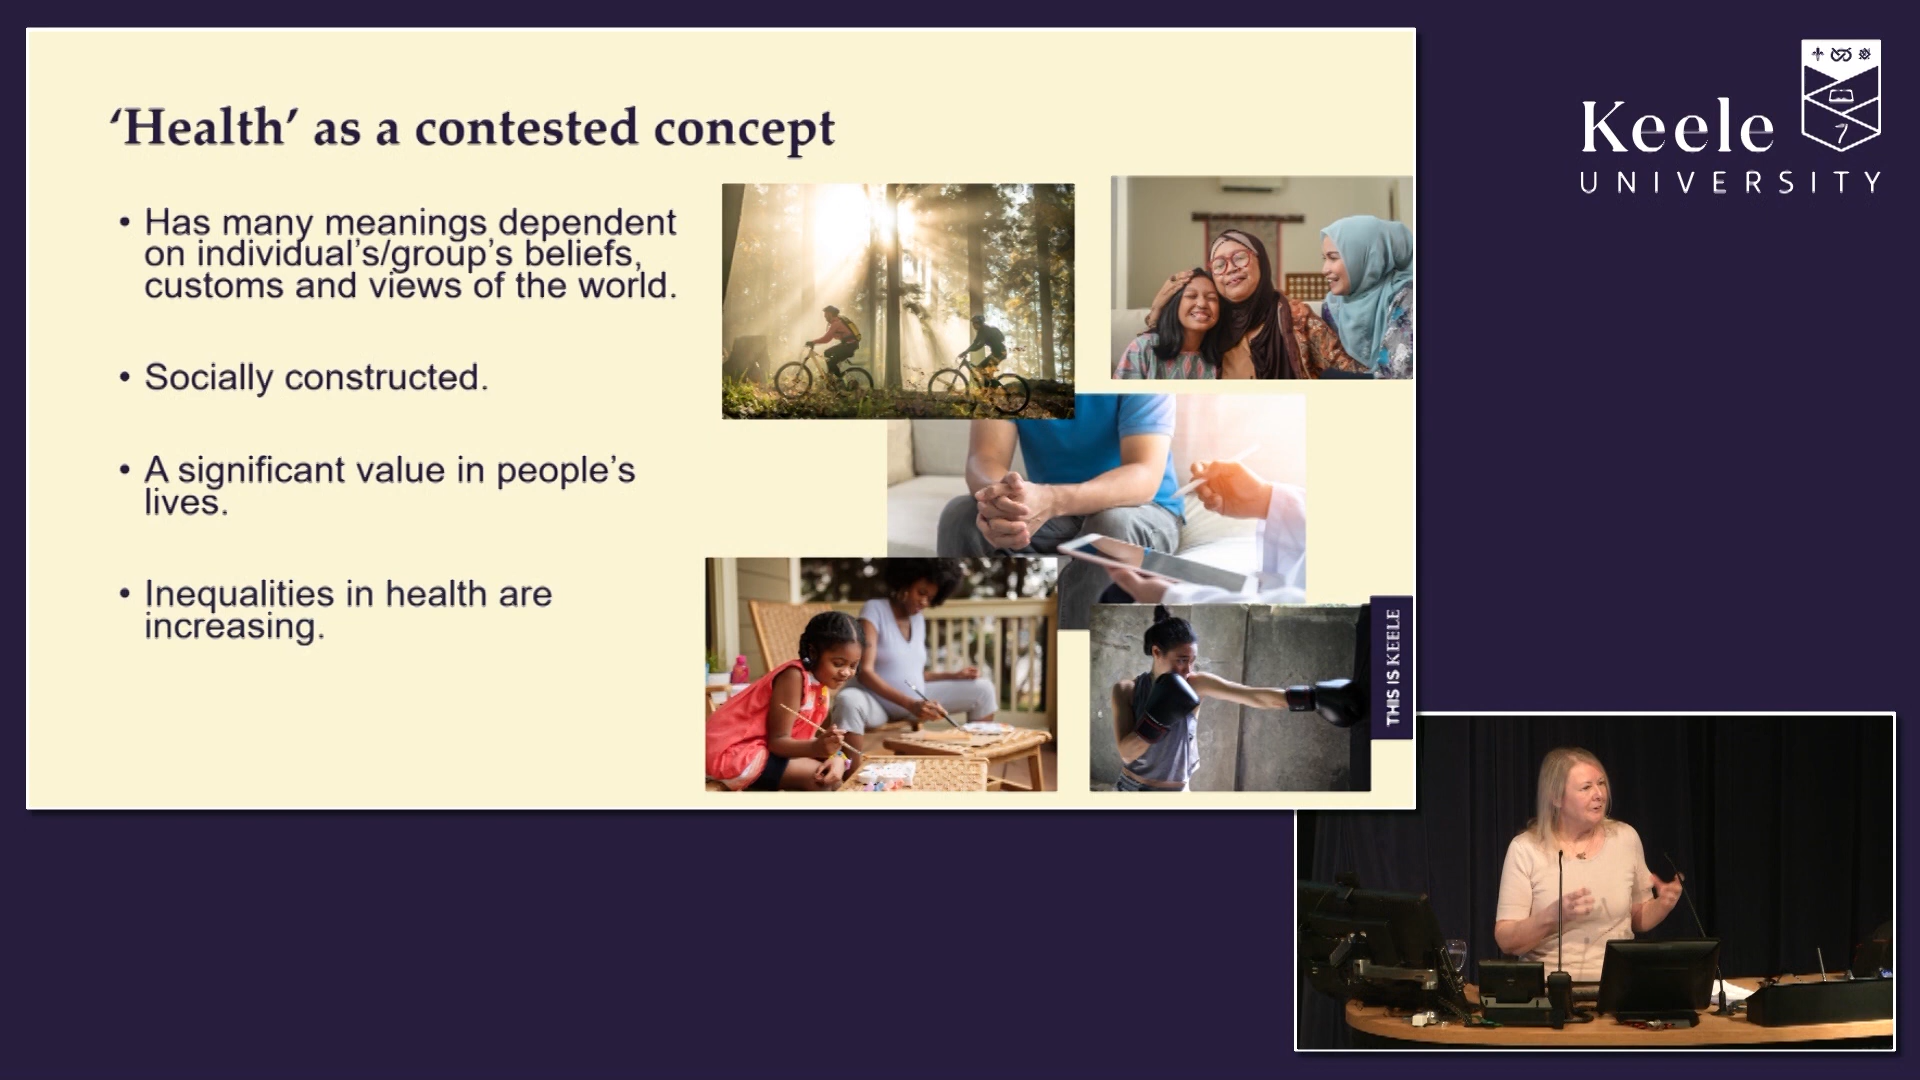 ‘Health’ as a contested concept
• Has many meanings dependent
on individual’s/group’s beliefs,
customs and views of the world.
• Socially constructed.
• A significant value in people’s
lives.
• Inequalities in health are
increasing.
THIS IS KEELE
Keele
UNIVERSITY